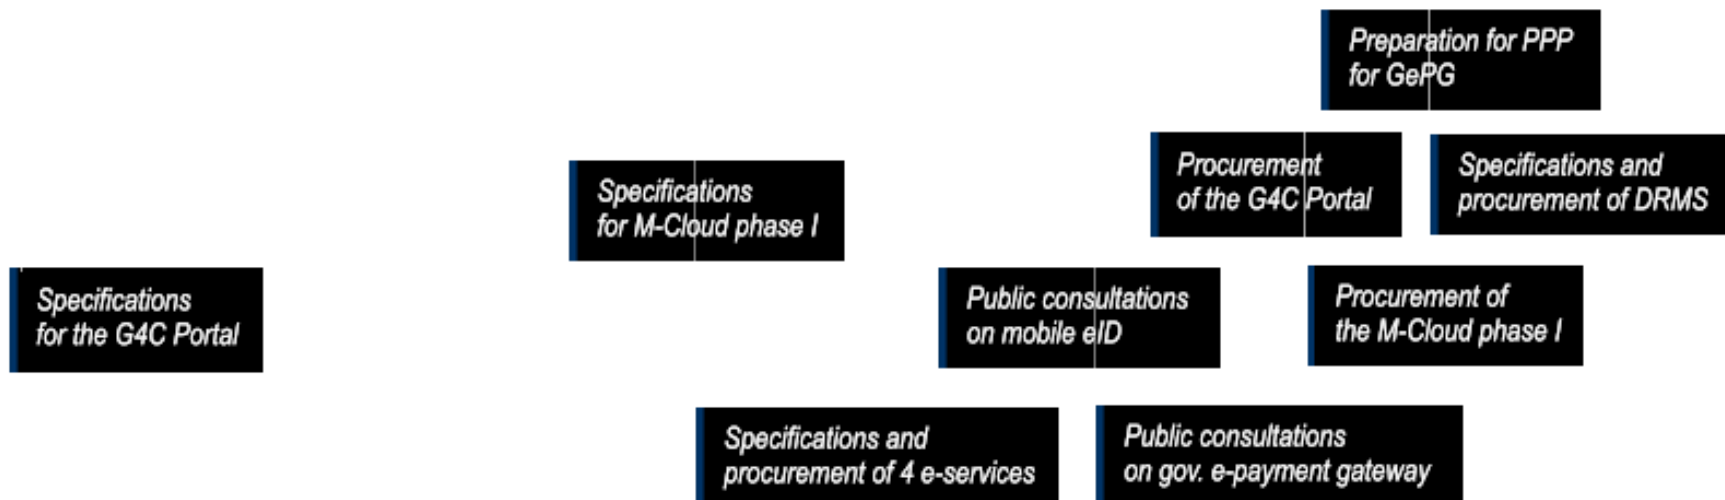 Preparation for PPP
for GePG
Procurement
of the G4C Portal
Specifications and
procurement of DRMS
Specifications
for M-Cloud phase I
Specifications
for the G4C Portal
Public consultations
on mobile eID
Procurement of
the M-Cloud phase I
Specifications and
procurement of 4 e-services
Public consultations
on gov. e-payment gateway